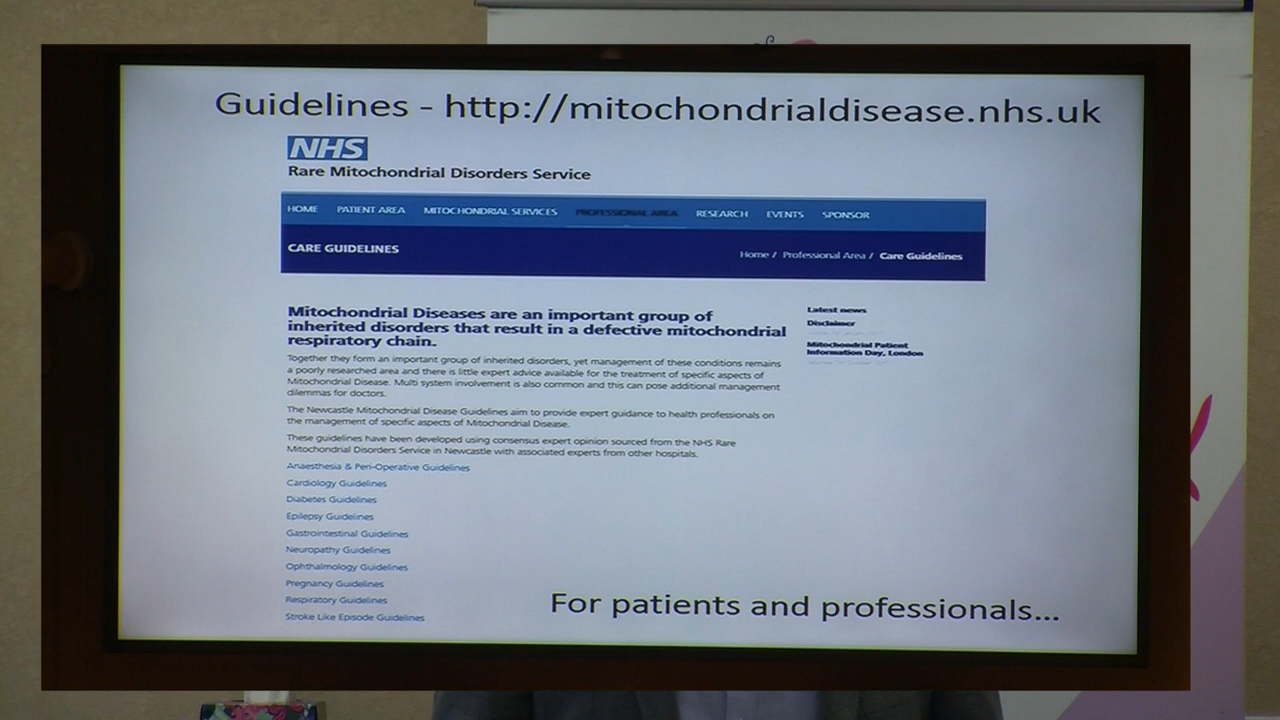 Guidelines - http://mitochondrialdisease.nhs.uk
NHS
Rare Mitochondrial Disorders Service
HOME PATIENT AREA MITOCHONDRIAL SERVICES PROFESSIONAL AREA RESEARCH EVENTS SPONSOR
CARE GUIDELINES
Home / Professional Area / Care Guidelines
Mitochondrial Diseases are an important group of
inherited disorders that result in a defective mitochondrial
respiratory chain.
Together they form an important group of inherited disorders, yet management of these conditions remains
a poorly researched area and there is little expert advice available for the treatment of specific aspects of
Mitochondrial Disease. Multi system involvement is also common and this can pose additional management
dilemmas for doctors.
The Newcastle Mitochondrial Disease Guidelines aim to provide expert guidance to health professionals on
the management of specific aspects of Mitochondrial Disease.
These guidelines have been developed using consensus expert opinion sourced from the NHS Rare
Mitochondrial Disorders Service in Newcastle with associated experts from other hospitals.
Anaesthesia & Peri-Operative Guidelines
Cardiology Guidelines
Diabetes Guidelines
Epilepsy Guidelines
Gastrointestinal Guidelines
Neuropathy Guidelines
Ophthalmology Guidelines
Pregnancy Guidelines
Respiratory Guidelines
Stroke Like Episode Guidelines
Latest news
Disclaimer
Mitochondrial Patient
Information Day, London
For patients and professionals...